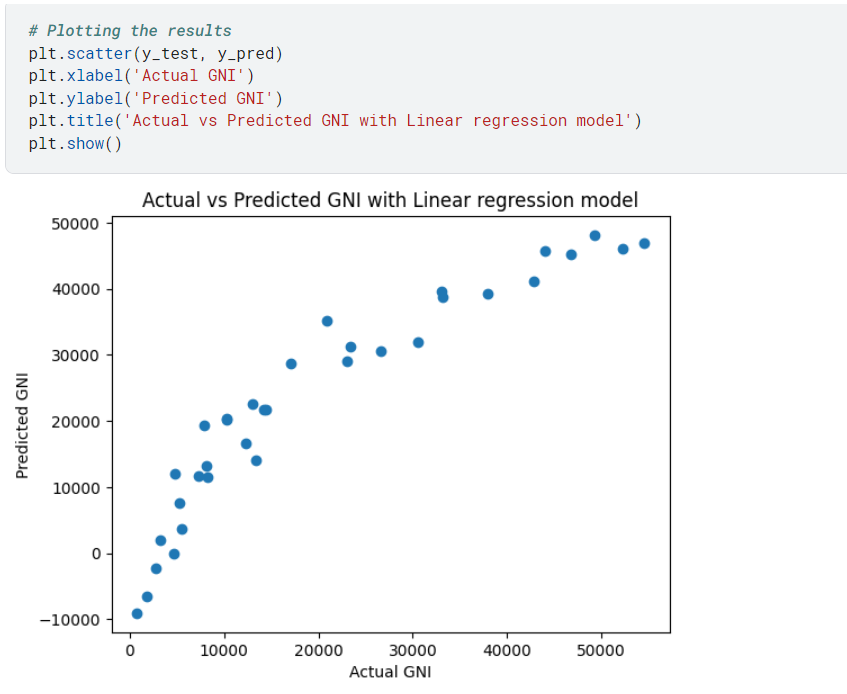 # Plotting the results
plt.scatter(y_test, y_pred)
plt.xlabel('Actual GNI')
plt.ylabel('Predicted GNI')
plt.title('Actual vs Predicted GNI with Linear regression model')
plt.show()
Actual vs Predicted GNI with Linear regression model
50000
40000
30000
20000
10000
0
−10000
Predicted GNI
0 10000 20000 30000 40000 50000
Actual GNI